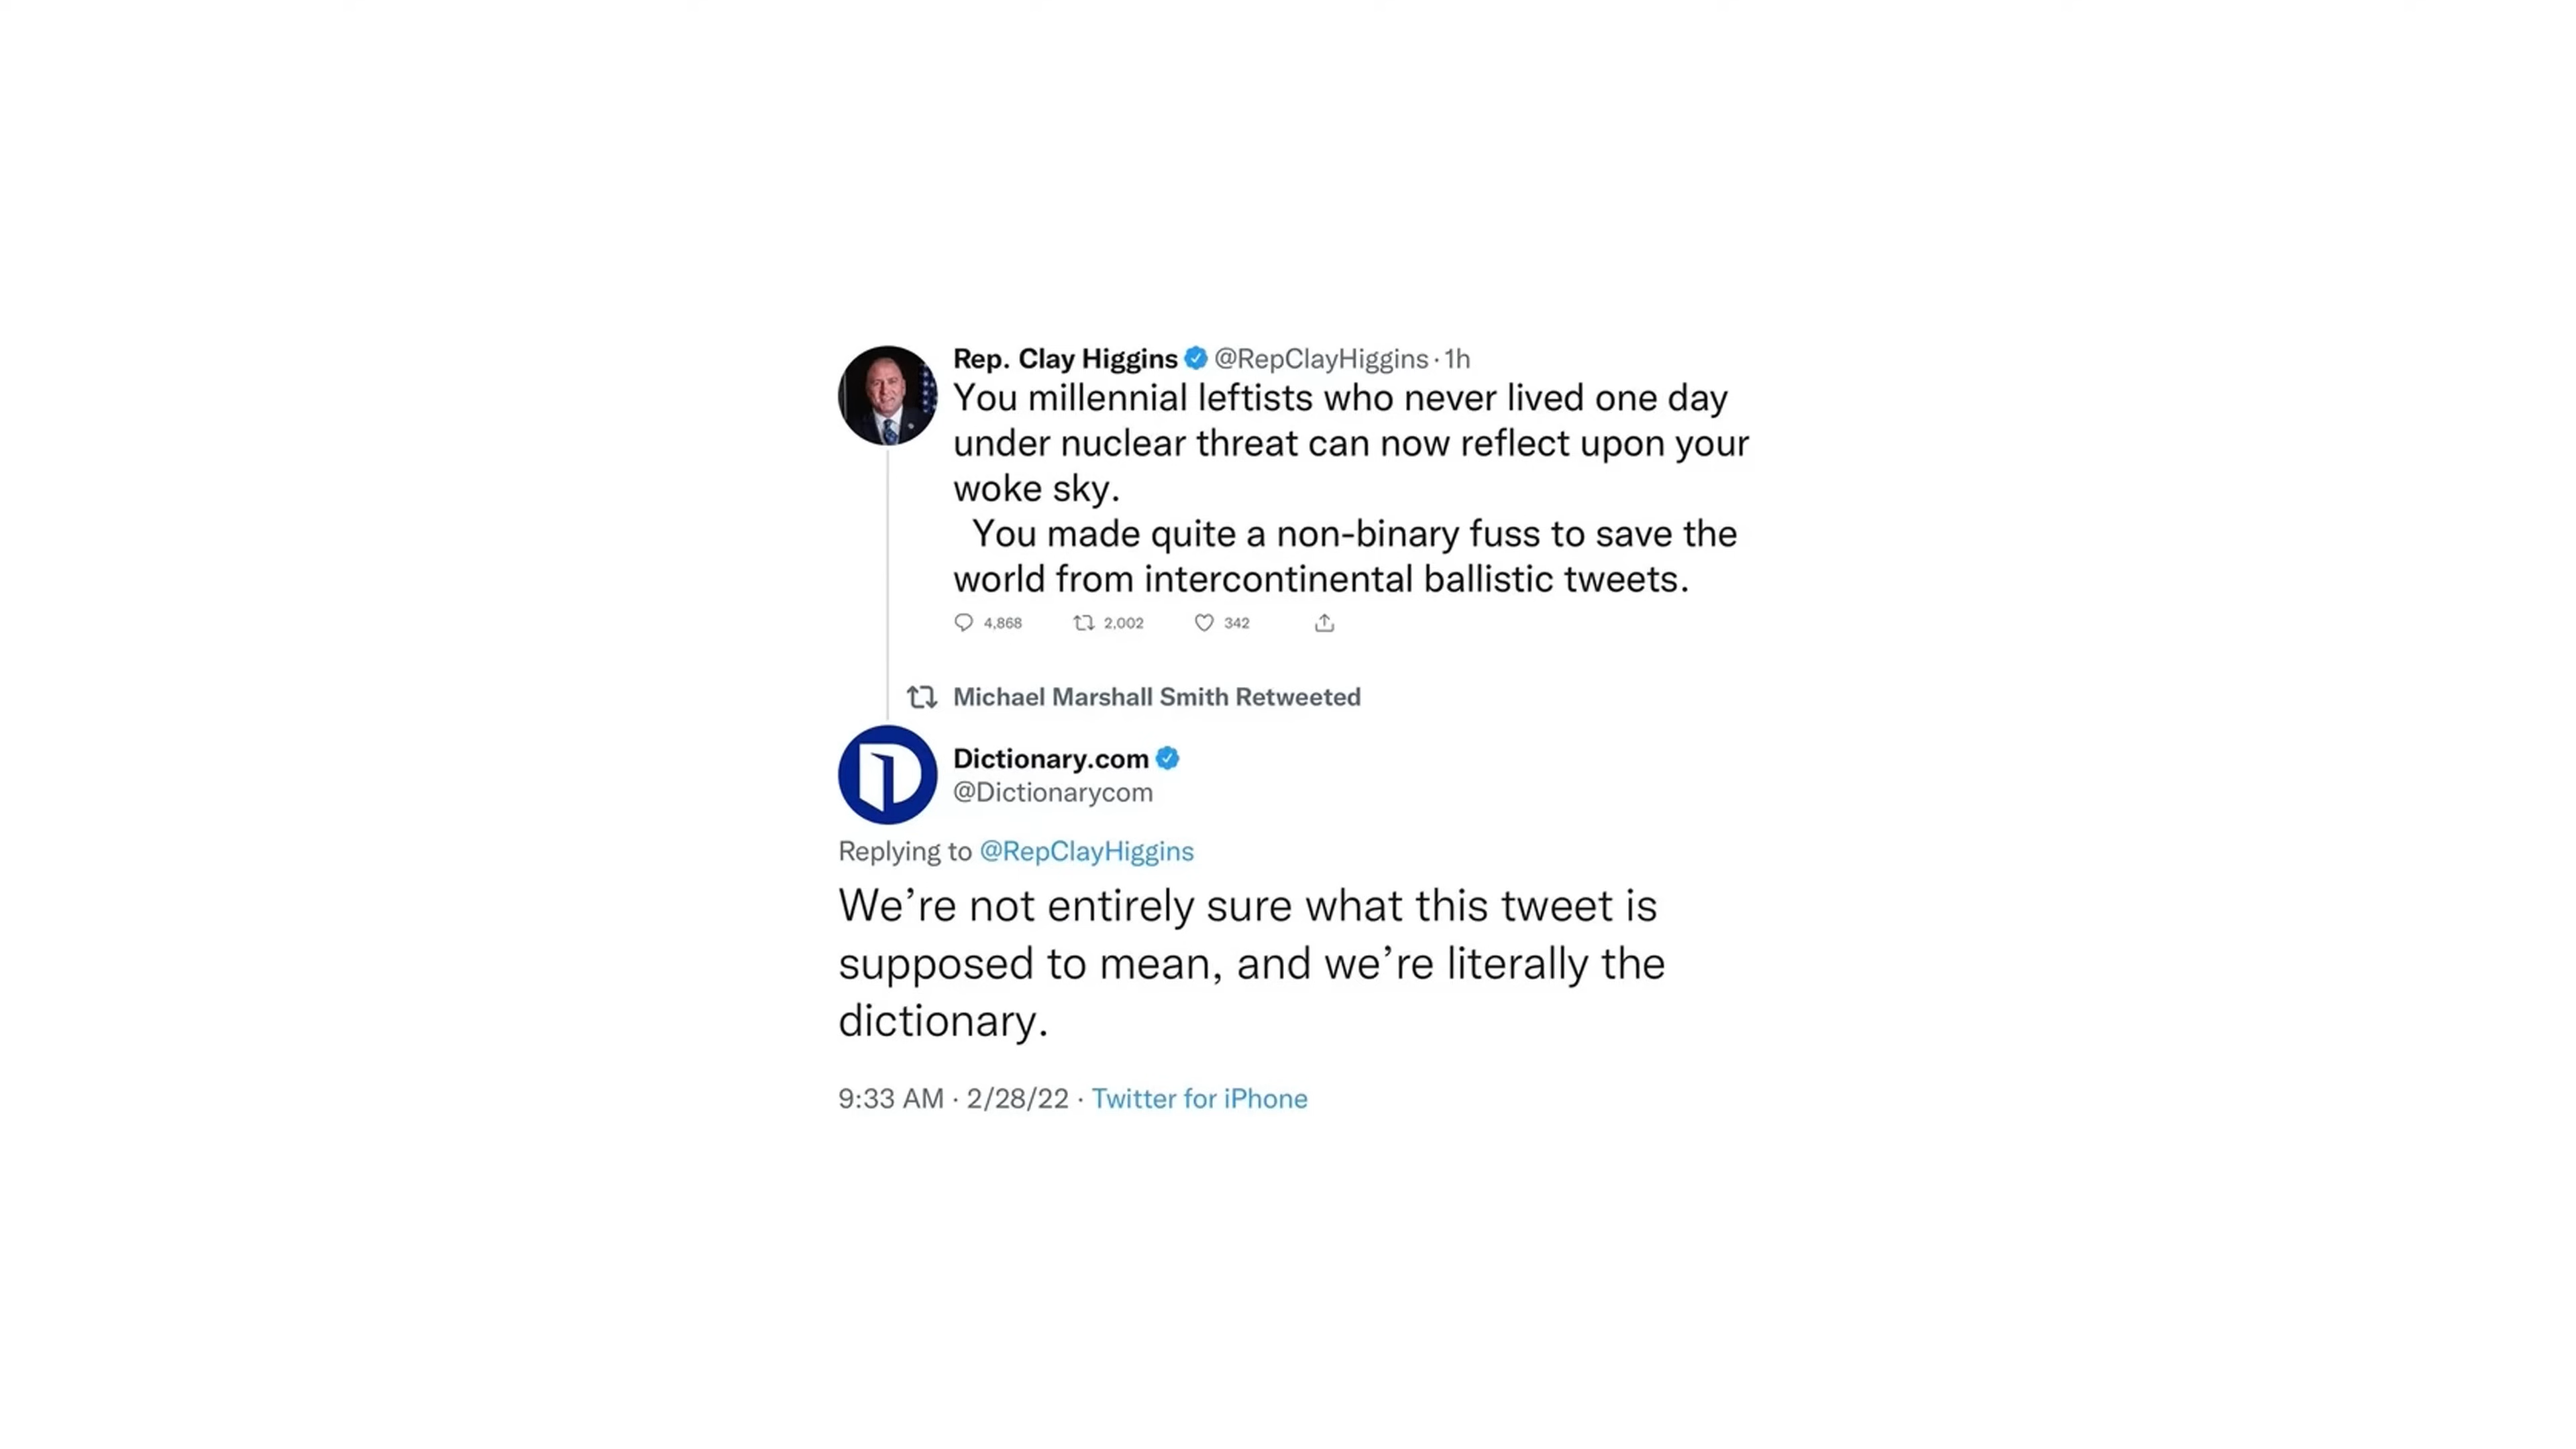 Rep. Clay Higgins @RepClayHiggins · 1h
You millennial leftists who never lived one day
under nuclear threat can now reflect upon your
woke sky.
You made quite a non-binary fuss to save the
world from intercontinental ballistic tweets.
4,868 2,002 342
Michael Marshall Smith Retweeted
Dictionary.com
@Dictionarycom
Replying to @RepClayHiggins
We’re not entirely sure what this tweet is
supposed to mean, and we’re literally the
dictionary.
9:33 AM · 2/28/22 · Twitter for iPhone